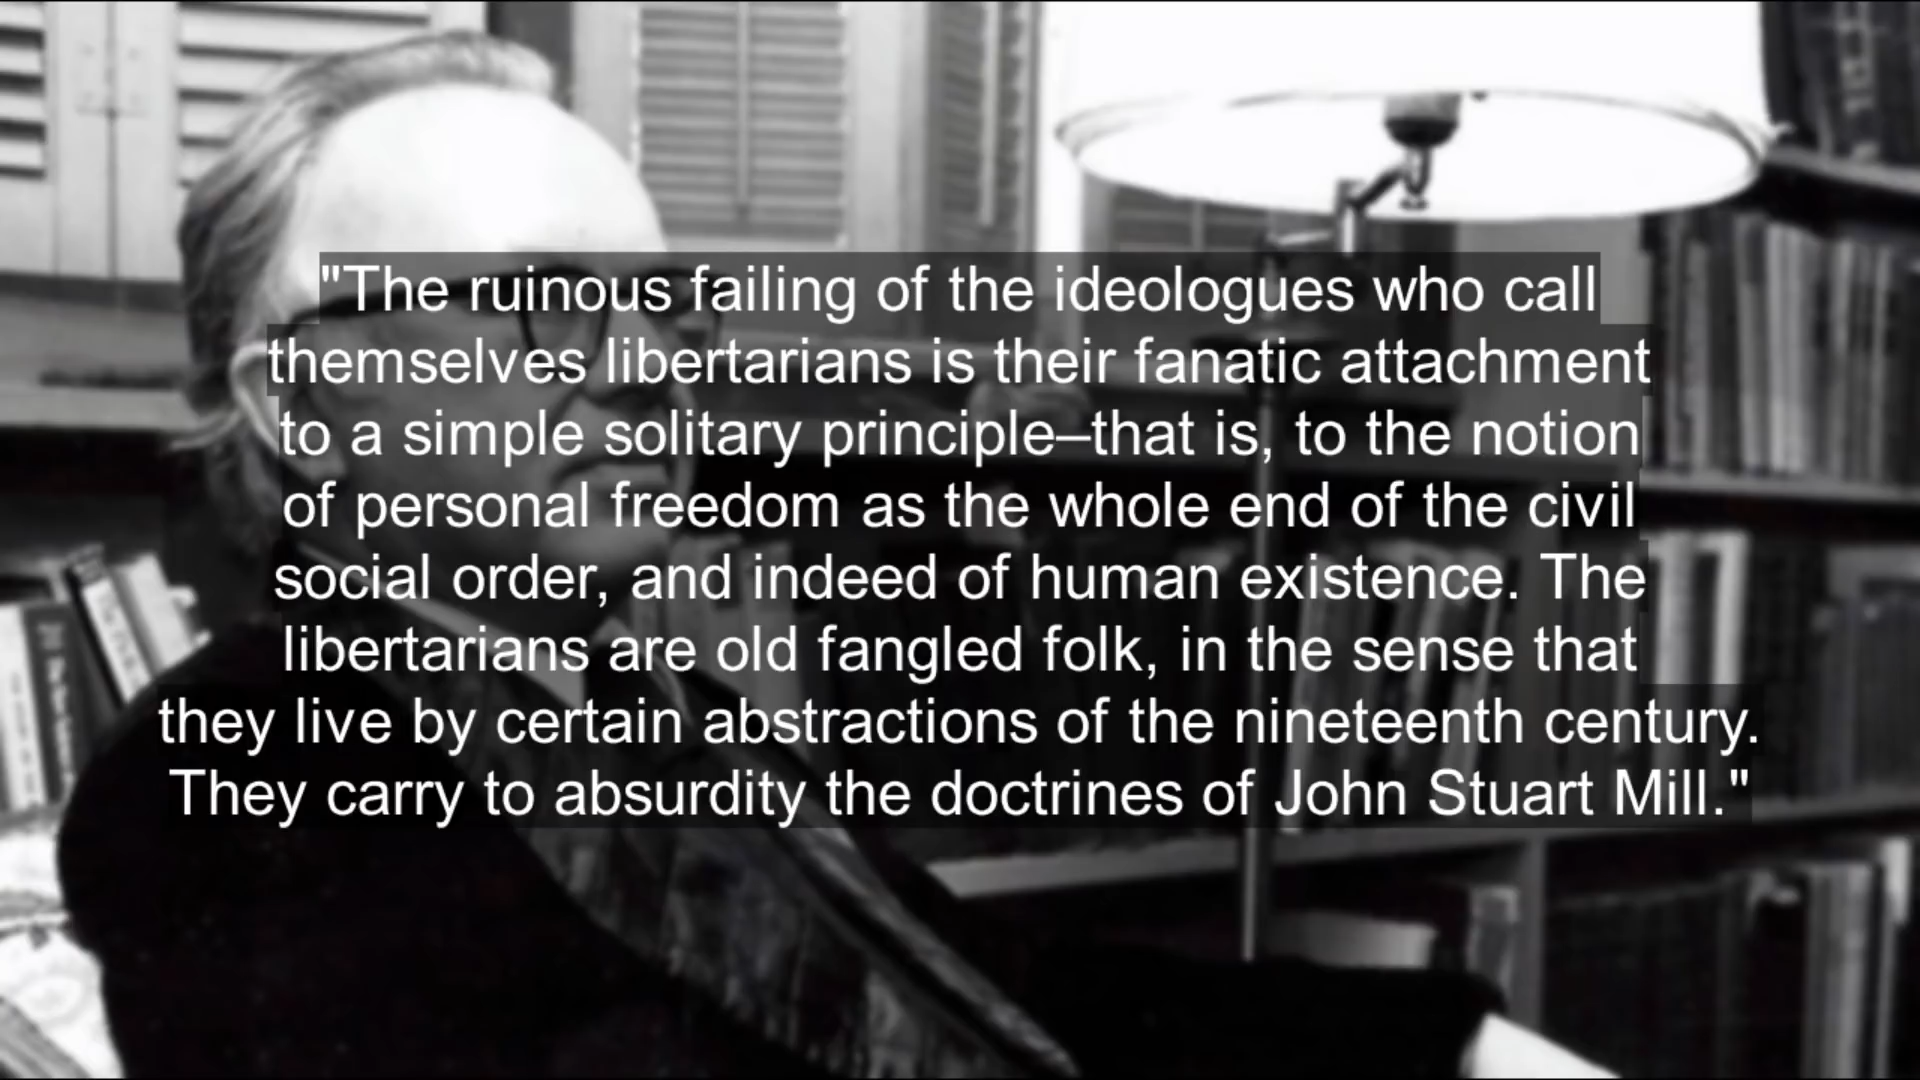 "The ruinous failing of the ideologues who call
themselves libertarians is their fanatic attachment
to a simple solitary principle–that is, to the notion
of personal freedom as the whole end of the civil
social order, and indeed of human existence. The
libertarians are old fangled folk, in the sense that
they live by certain abstractions of the nineteenth century.
They carry to absurdity the doctrines of John Stuart Mill."